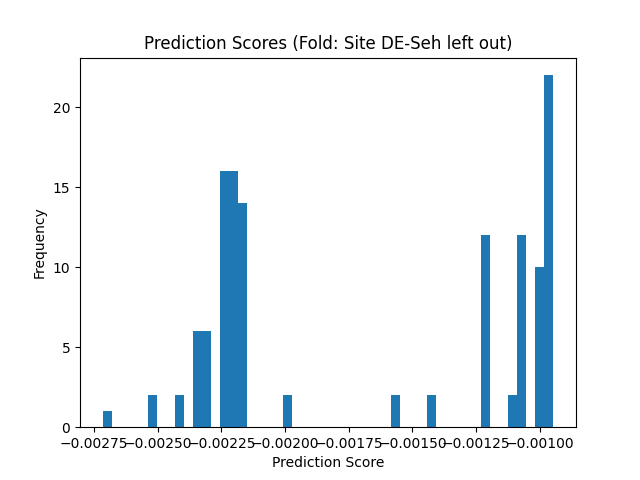 Prediction Scores (Fold: Site DE-Seh left out)
Frequency
20
15
10
5
0
−0.00275 −0.00250 −0.00225 −0.00200 −0.00175 −0.00150 −0.00125 −0.00100
Prediction Score